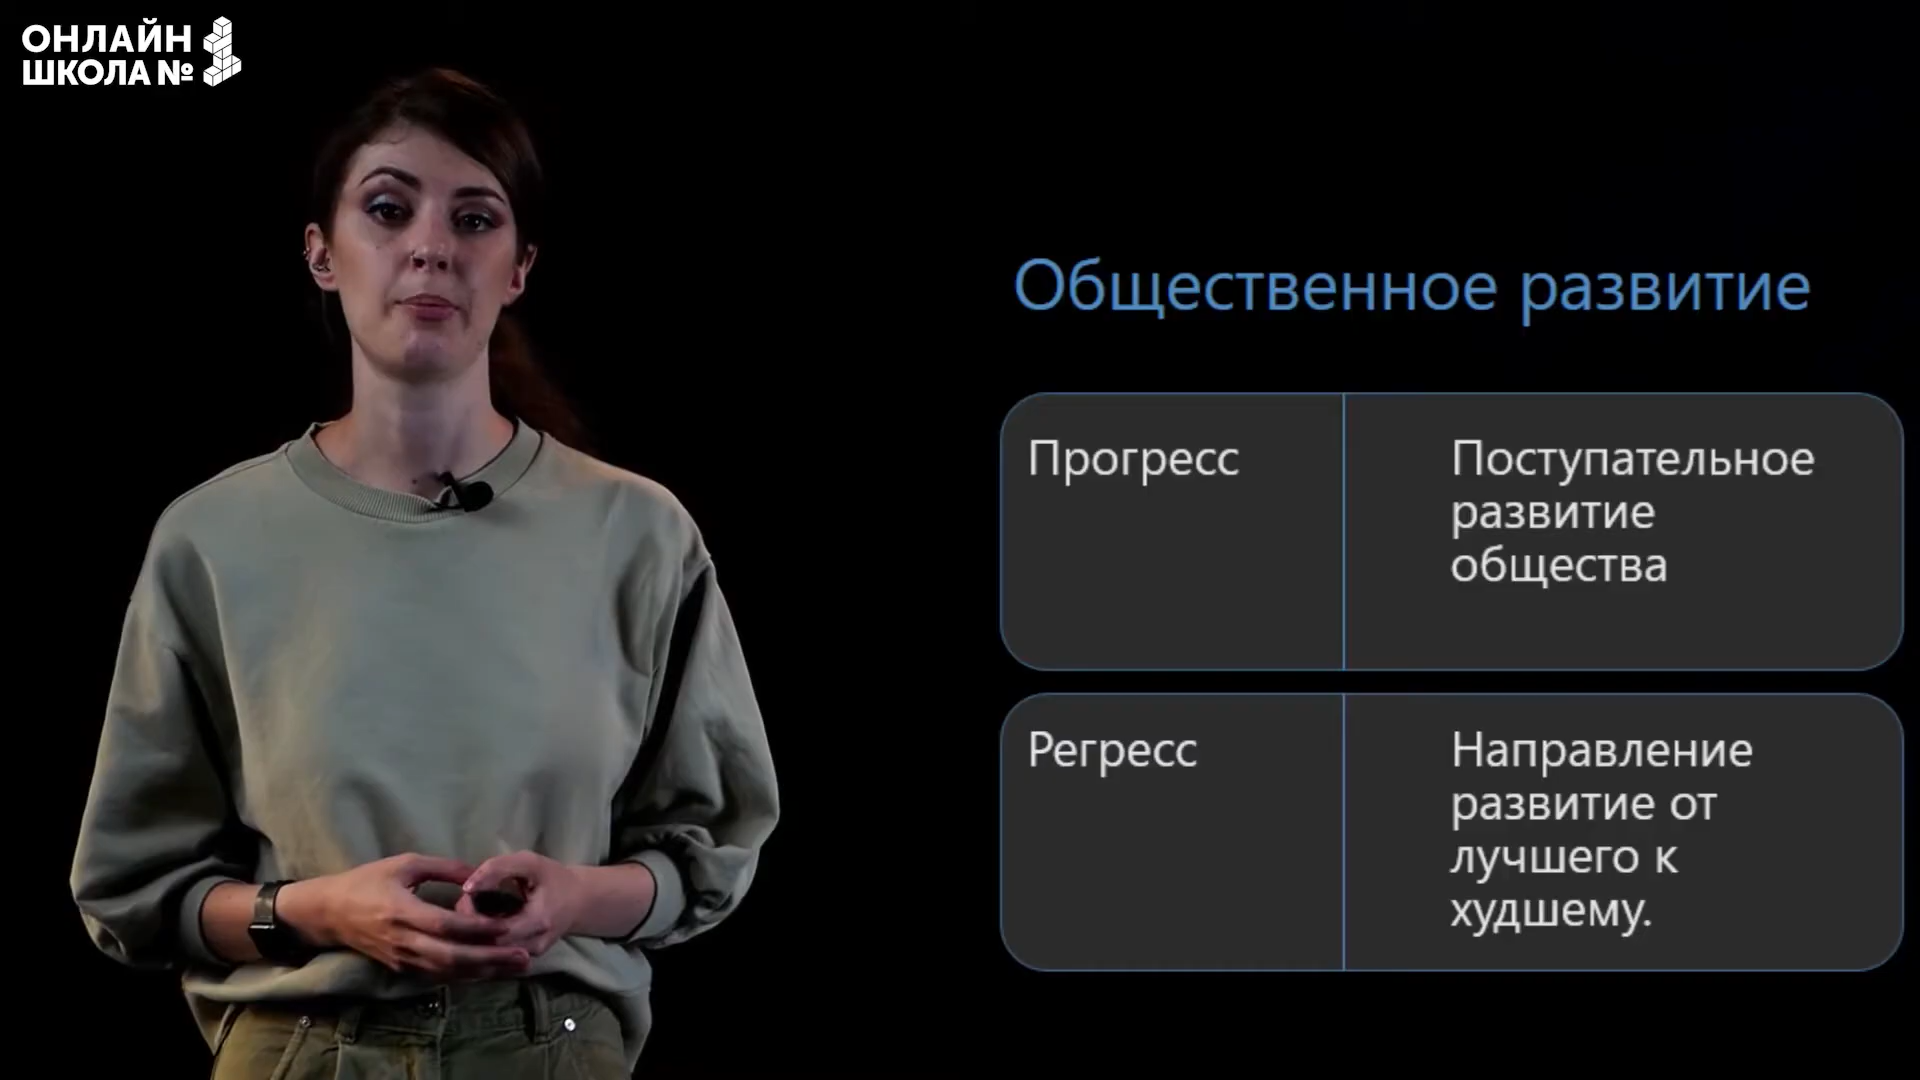 ОНЛАЙН
ШКОЛА №
Общественное развитие
Прогресс
Поступательное
развитие
общества
Регресс
Направление
развитие от
лучшего к
худшему.